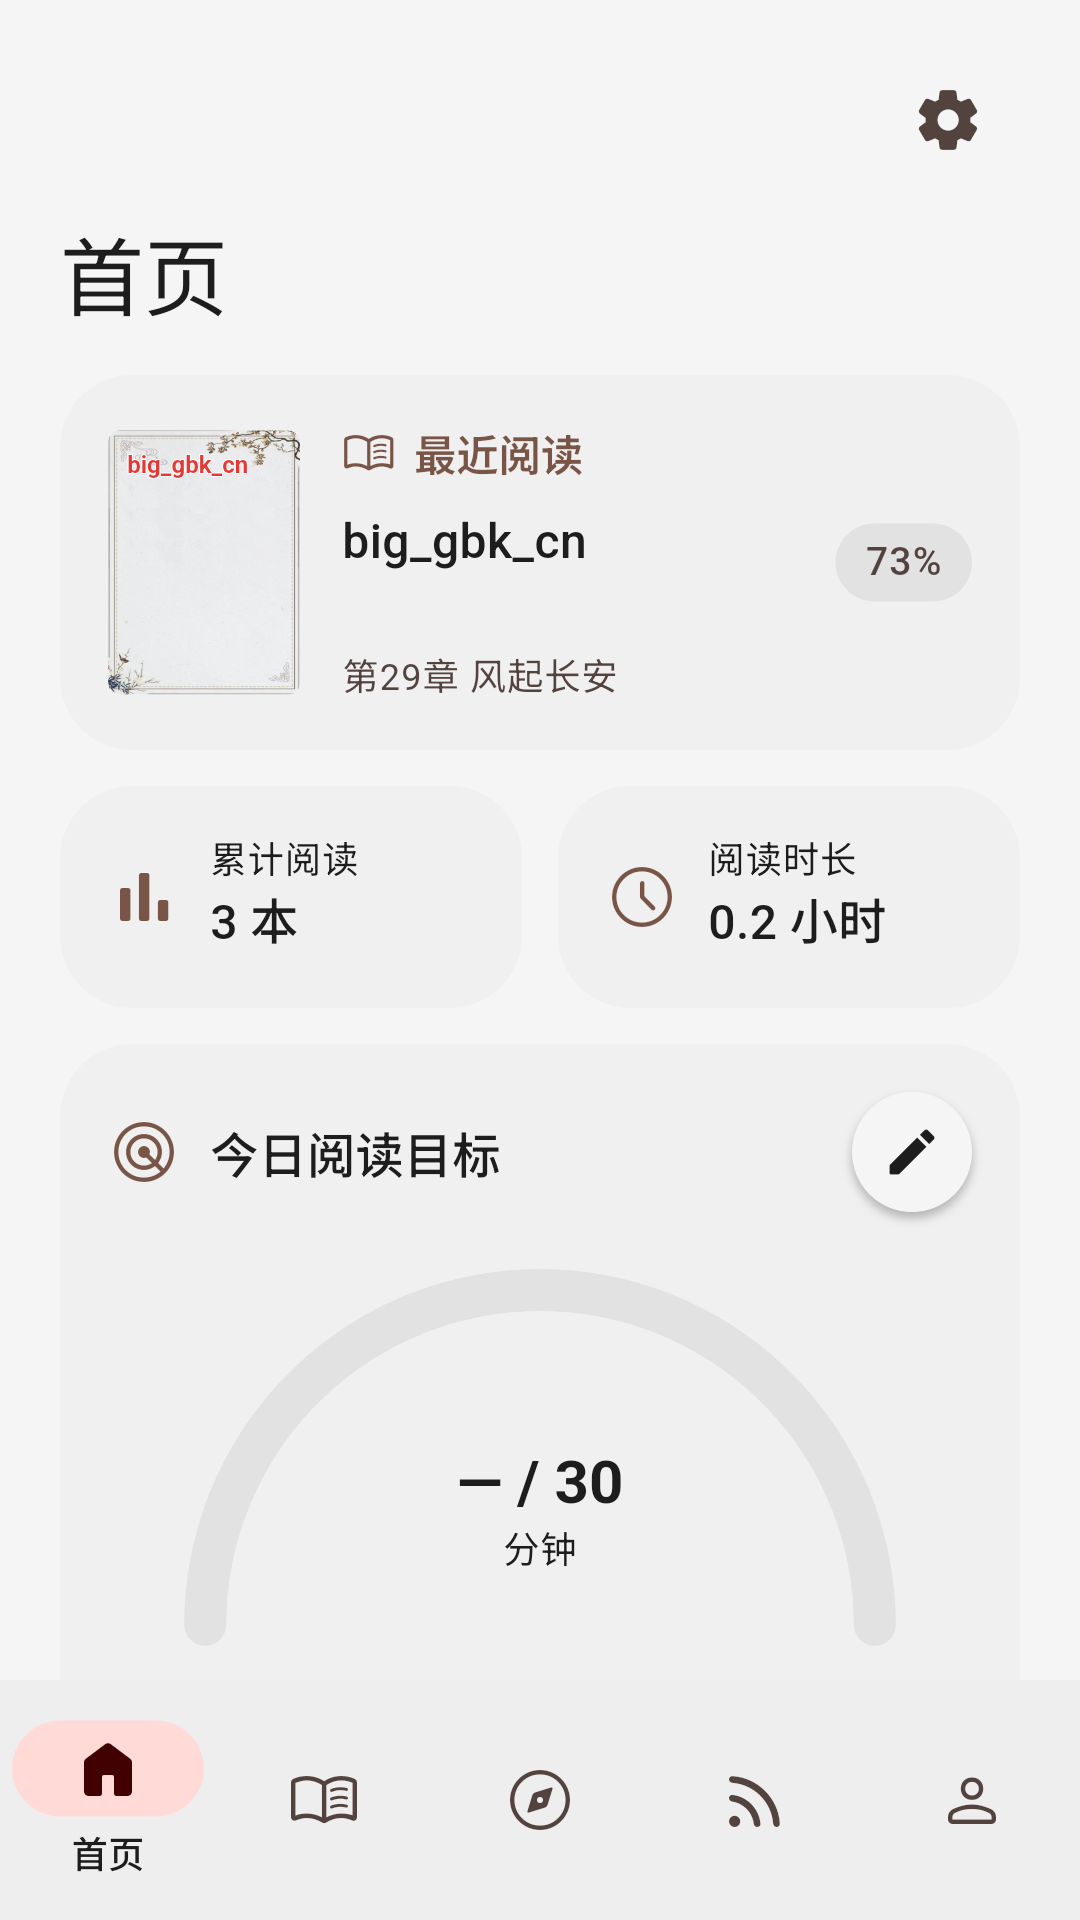 首页
big_gbk_cn
最近阅读
big_gbk_cn
73%
第29章 风起长安
累计阅读
3 本
阅读时长
0.2 小时
今日阅读目标
– / 30
分钟
首页